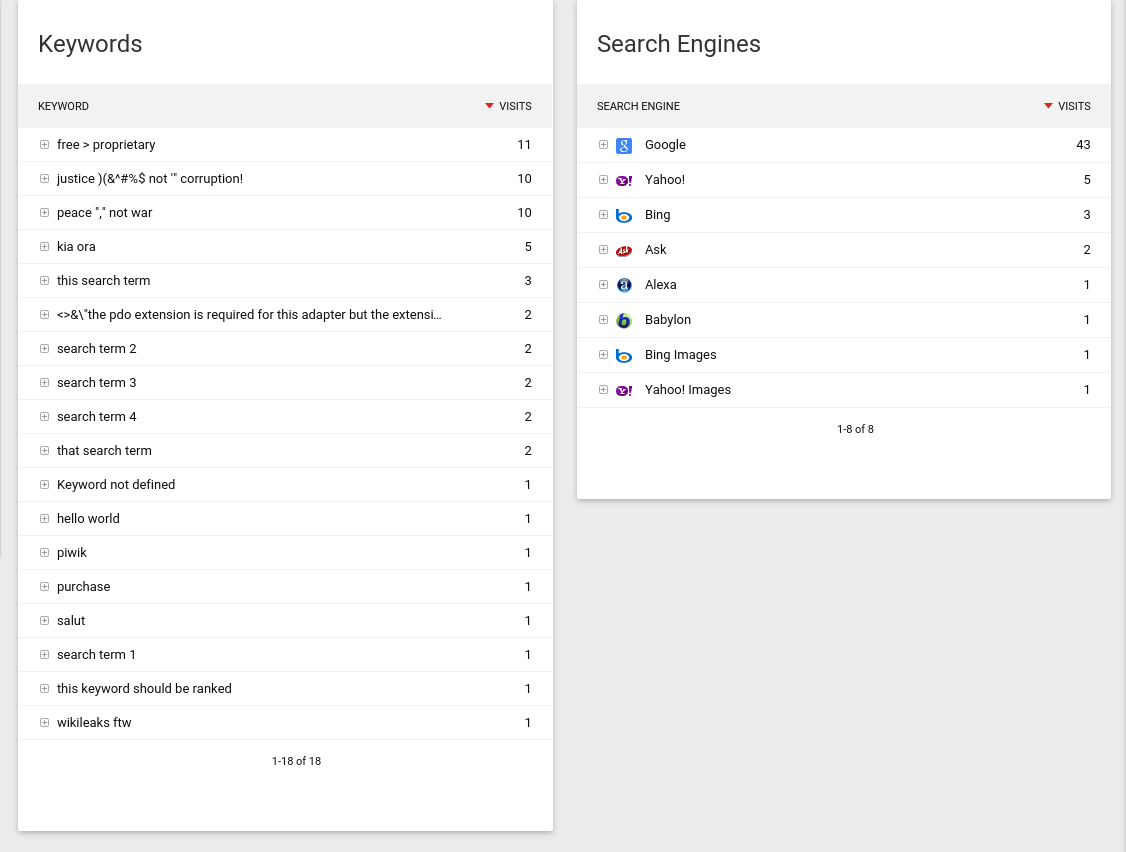 Keywords
KEYWORD VISITS
free > proprietary 11
justice )(&^#%$ not '" corruption! 10
peace "," not war 10
kia ora 5
this search term 3
<>&\"the pdo extension is required for this adapter but the extensi... 2
search term 2 2
search term 3 2
search term 4 2
that search term 2
Keyword not defined 1
hello world 1
piwik 1
purchase 1
salut 1
search term 1 1
this keyword should be ranked 1
wikileaks ftw 1
1-18 of 18
Search Engines
SEARCH ENGINE VISITS
Google 43
Yahoo! 5
Bing 3
Ask 2
Alexa 1
Babylon 1
Bing Images 1
Yahoo! Images 1
1-8 of 8